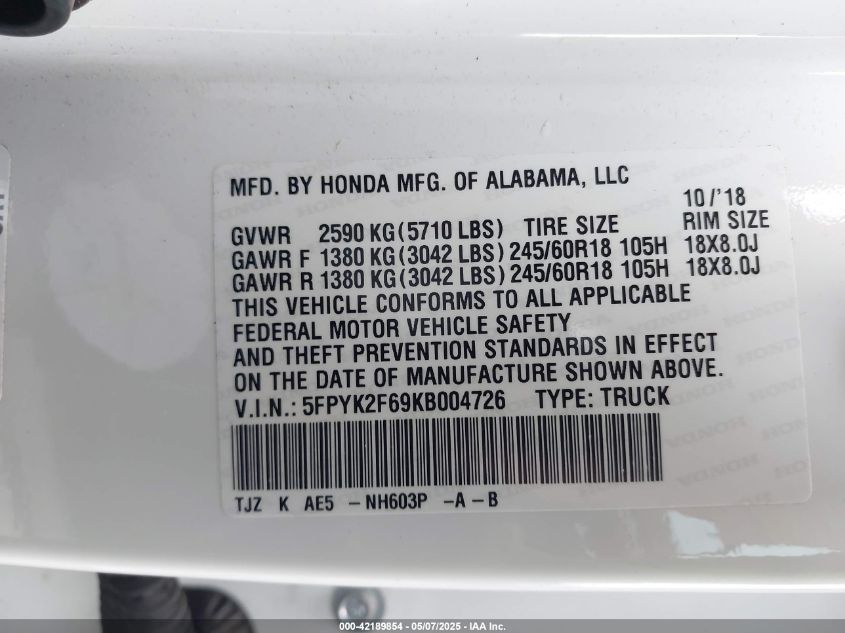 MFD. BY HONDA MFG. OF ALABAMA, LLC
10/'18
GVWR 2590 KG(5710 LBS) TIRE SIZE RIM SIZE
GAWR F 1380 KG(3042 LBS) 245/60R18 105H 18X8.0J
GAWR R 1380 KG(3042 LBS) 245/60R18 105H 18X8.0J
THIS VEHICLE CONFORMS TO ALL APPLICABLE
FEDERAL MOTOR VEHICLE SAFETY
AND THEFT PREVENTION STANDARDS IN EFFECT
ON THE DATE OF MANUFACTURE SHOWN ABOVE.
V.I.N.: 5FPYK2F69KB004726 TYPE: TRUCK
TJZ K AE5 -NH603P -A -B
000-42189854 - 05/07/2025 - IAA Inc.